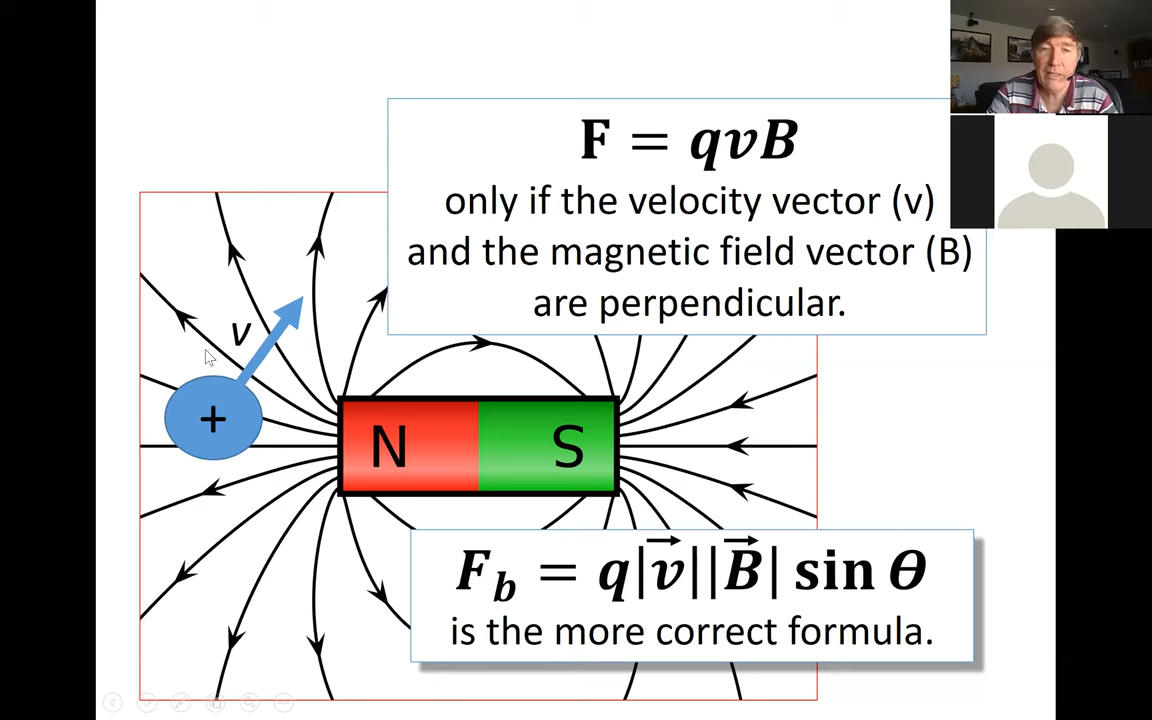 F = qvB
only if the velocity vector (v)
and the magnetic field vector (B)
are perpendicular.
v
+
N S
F_b = q|v⃗||B⃗| sin Θ
is the more correct formula.